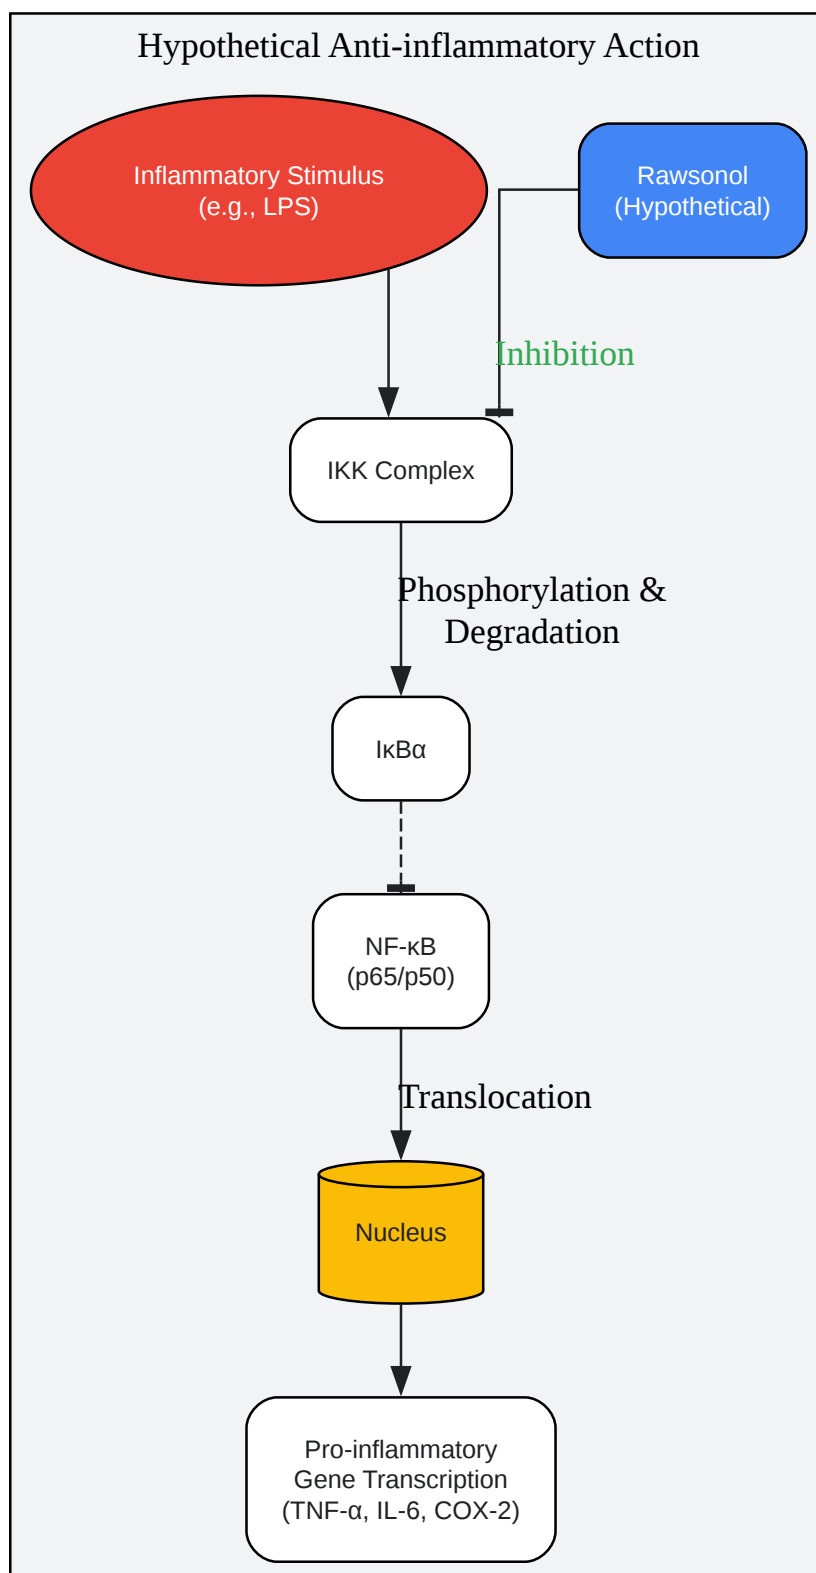 Hypothetical Anti-inflammatory Action
Inflammatory Stimulus
(e.g., LPS)
Rawsonol
(Hypothetical)
Inhibition
IKK Complex
Phosphorylation &
Degradation
IκBα
NF-κB
(p65/p50)
Translocation
Nucleus
Pro-inflammatory
Gene Transcription
(TNF-α, IL-6, COX-2)